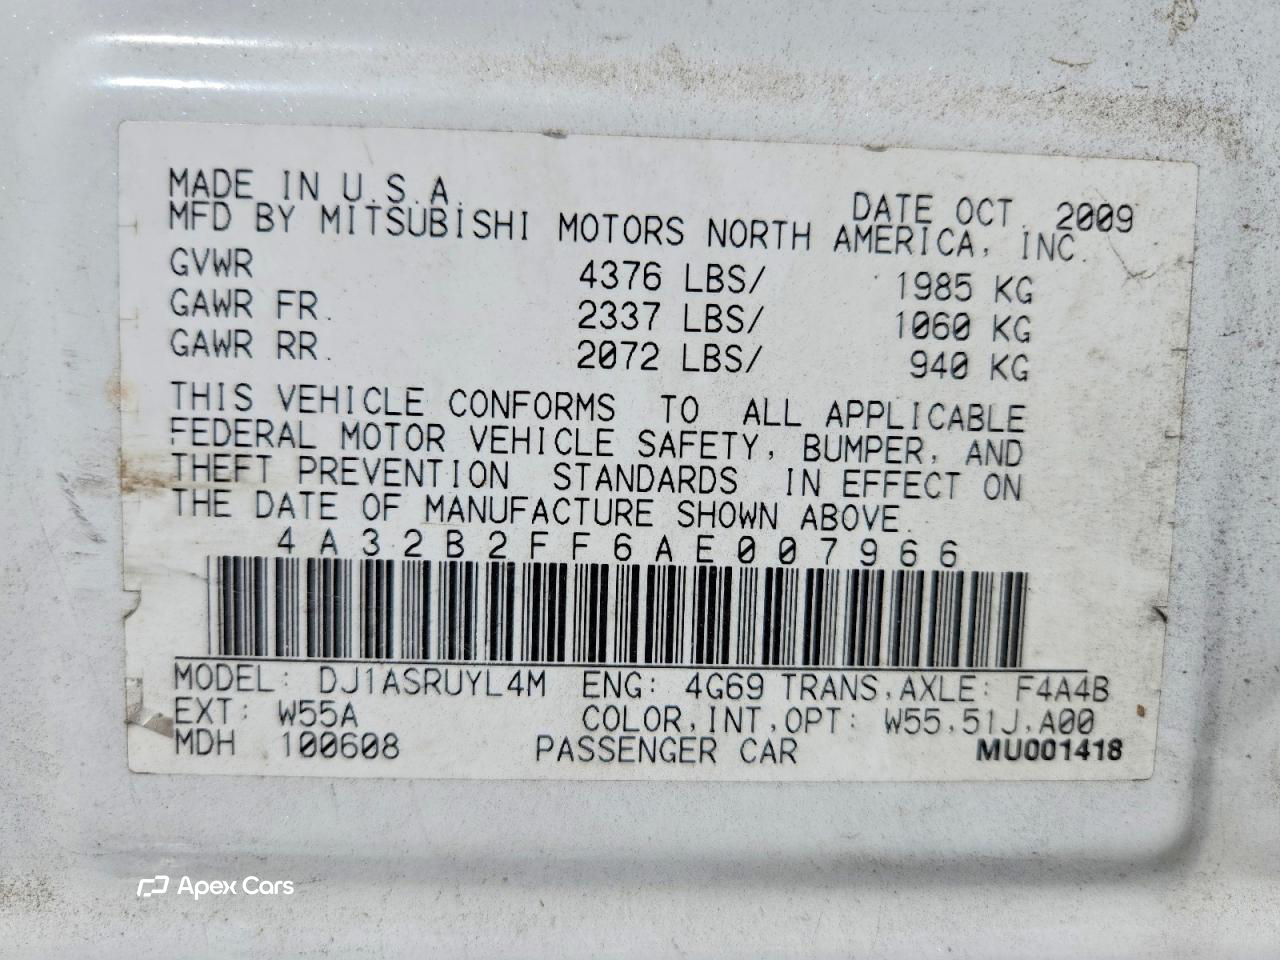 MADE IN U.S.A. DATE OCT. 2009
MFD BY MITSUBISHI MOTORS NORTH AMERICA, INC.
GVWR 4376 LBS/ 1985 KG
GAWR FR. 2337 LBS/ 1060 KG
GAWR RR. 2072 LBS/ 940 KG
THIS VEHICLE CONFORMS TO ALL APPLICABLE
FEDERAL MOTOR VEHICLE SAFETY, BUMPER, AND
THEFT PREVENTION STANDARDS IN EFFECT ON
THE DATE OF MANUFACTURE SHOWN ABOVE.
4A32B2FF6AE007966
MODEL: DJ1ASRUYL4M ENG: 4G69 TRANS,AXLE: F4A4B
EXT: W55A COLOR,INT,OPT: W55,51J,A00
MDH 100608 PASSENGER CAR MU001418
Apex Cars